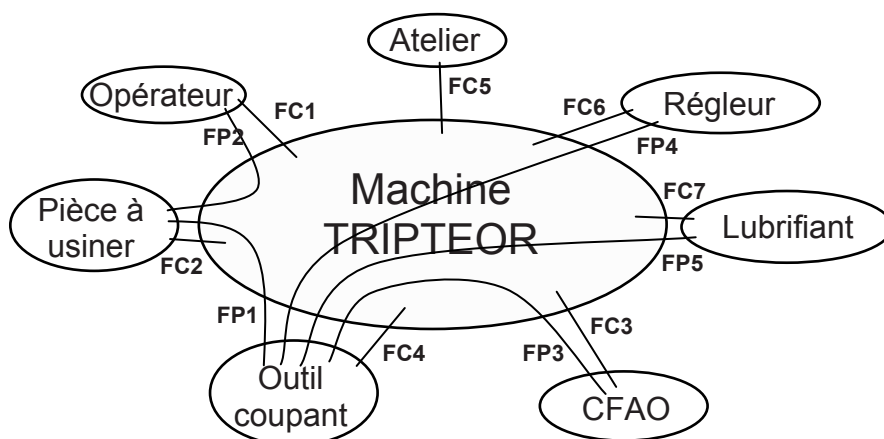 Atelier
Opérateur
FC1
FC5
FC6
Régleur
FP2
FP4
Machine
TRIPTEOR
Pièce à
usiner
FC7
Lubrifiant
FC2
FP5
FP1
FC4
FP3
FC3
Outil
coupant
CFAO